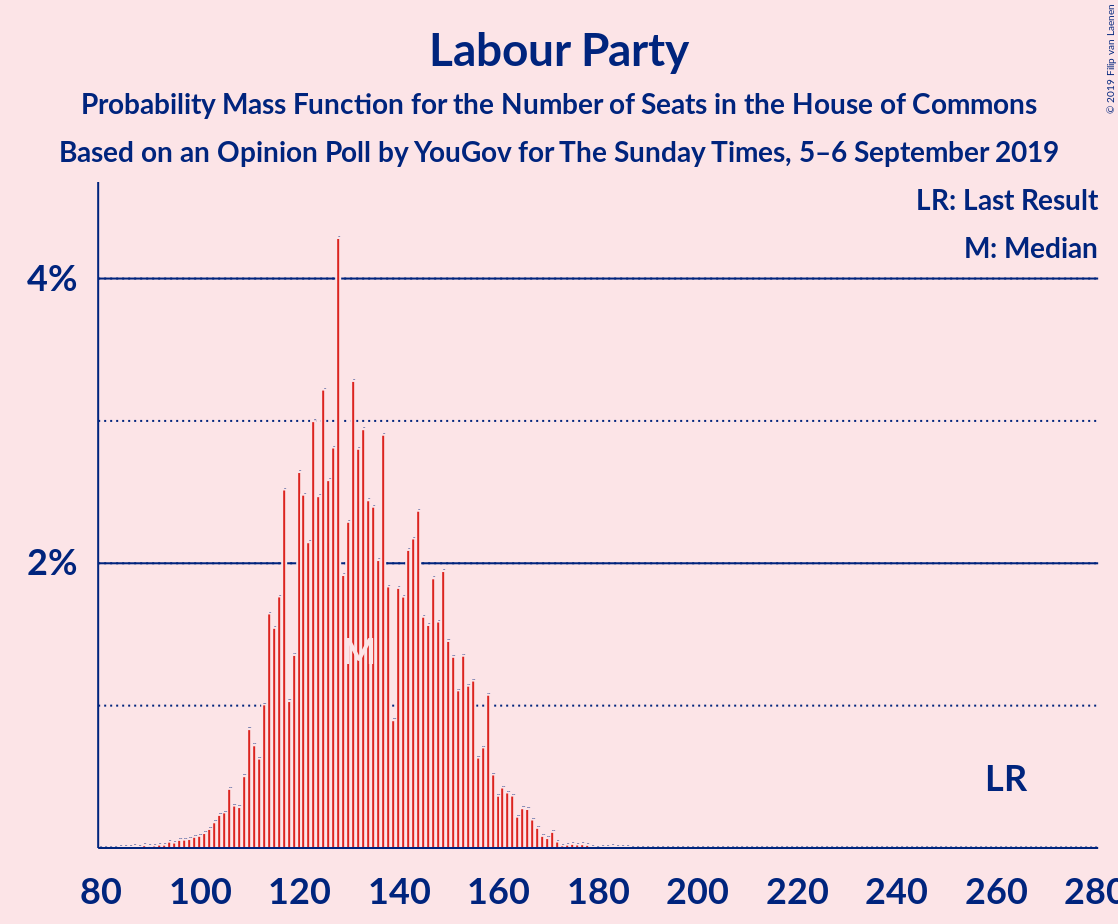 Labour Party
Probability Mass Function for the Number of Seats in the House of Commons
Based on an Opinion Poll by YouGov for The Sunday Times, 5–6 September 2019
© 2019 Filip van Laenen
LR: Last Result
M: Median
4%
2%
M
LR
80 100 120 140 160 180 200 220 240 260 280